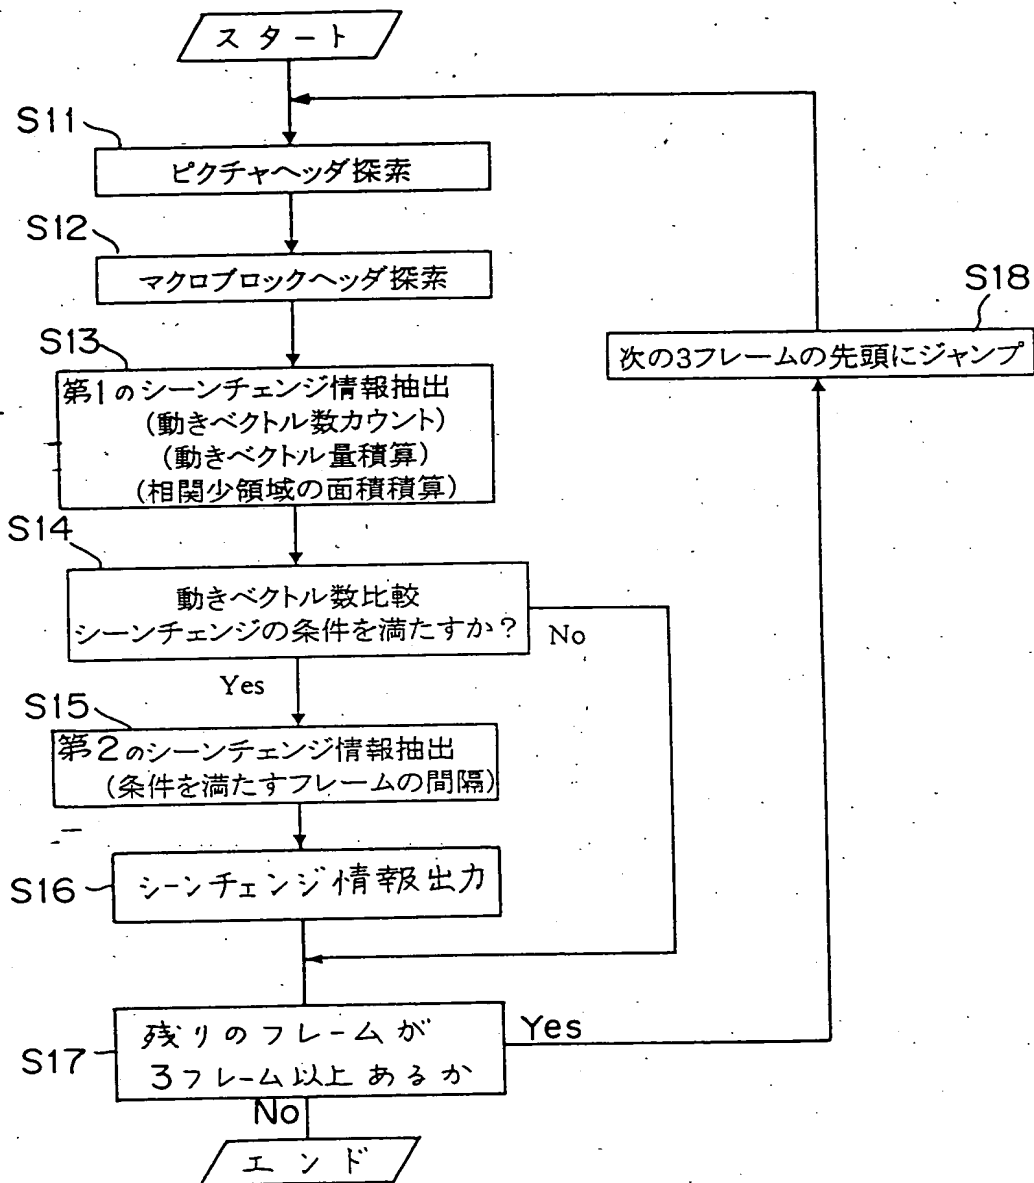 スタート
S11
ピクチャヘッダ探索
S12
マクロブロックヘッダ探索
S18
次の3フレームの先頭にジャンプ
S13
第1のシーンチェンジ情報抽出
(動きベクトル数カウント)
(動きベクトル量積算)
(相関少領域の面積積算)
S14
動きベクトル数比較
シーンチェンジの条件を満たすか?
No
Yes
S15
第2のシーンチェンジ情報抽出
(条件を満たすフレームの間隔)
S16
シーンチェンジ情報出力
S17
残りのフレームが
3フレーム以上あるか
Yes
No
エンド